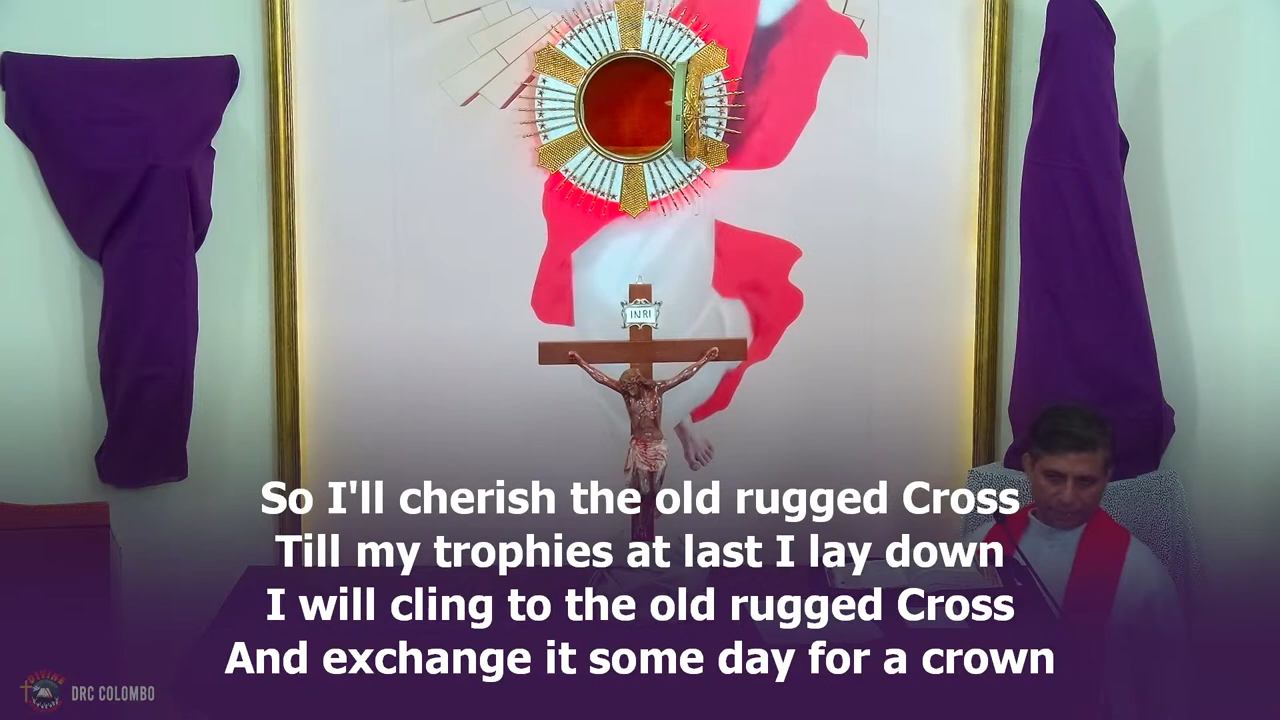 INRI
So I'll cherish the old rugged Cross
Till my trophies at last I lay down
I will cling to the old rugged Cross
And exchange it some day for a crown
DIVINE
DRC COLOMBO